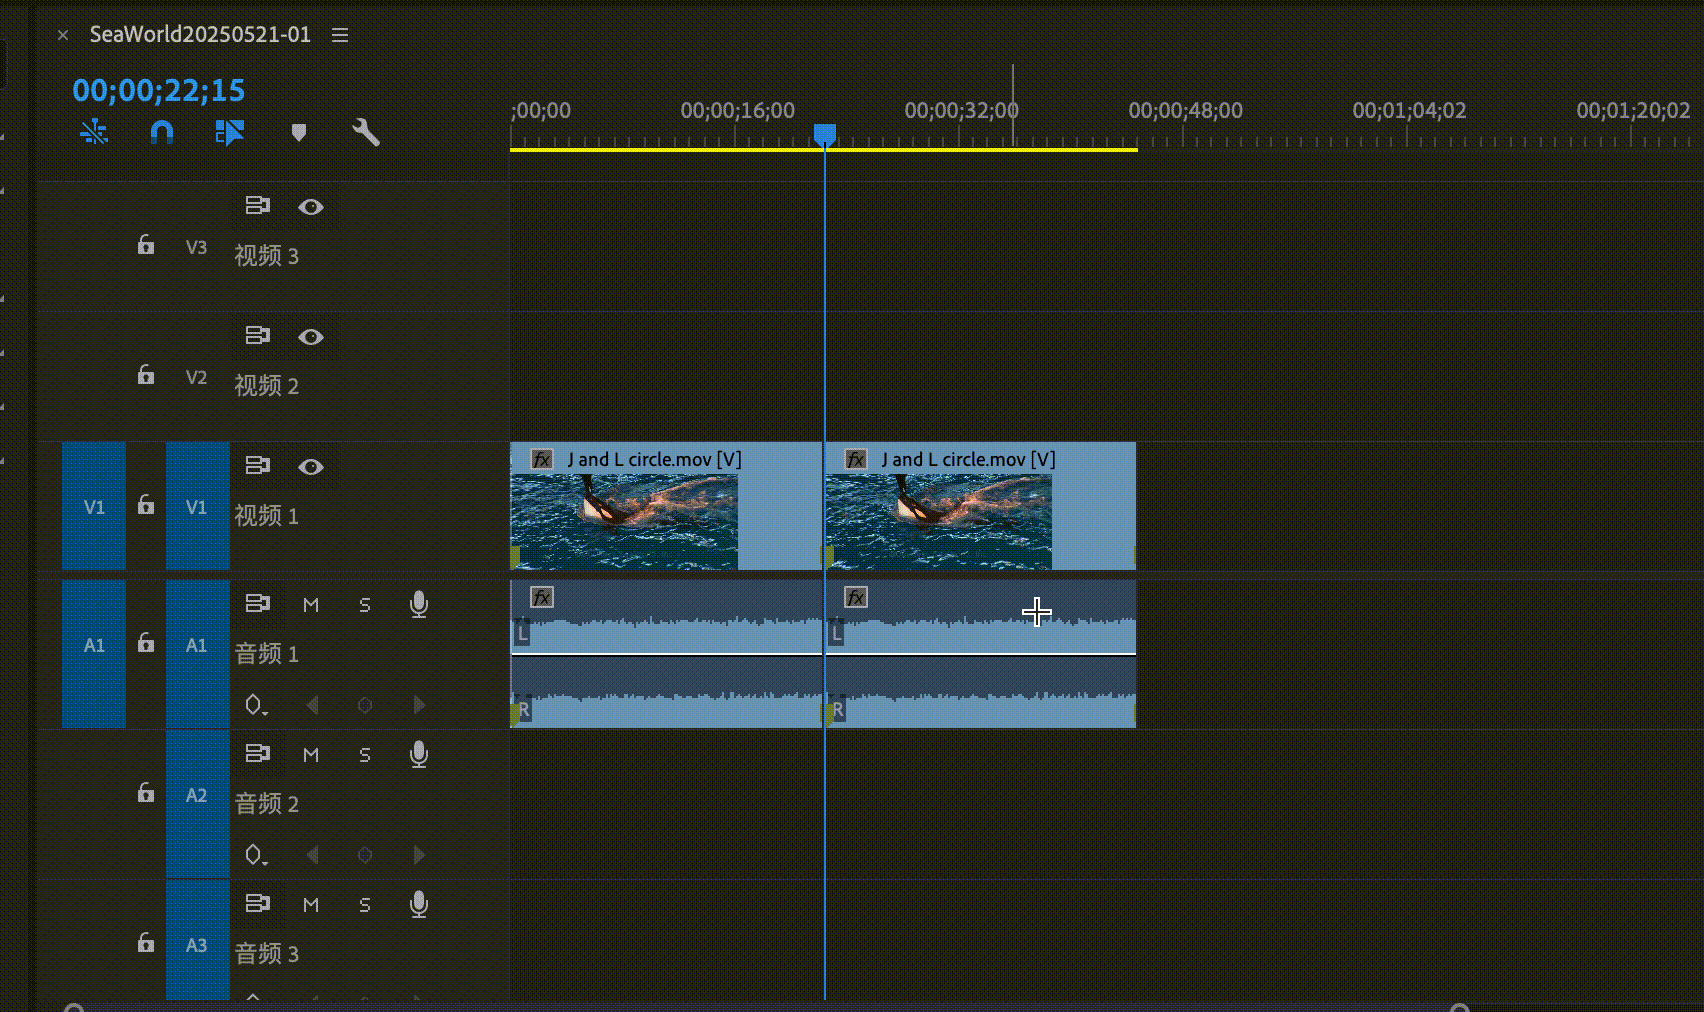 SeaWorld20250521-01
00;00;22;15
;00;00 00;00;16;00 00;00;32;00 00;00;48;00 00;01;04;02 00;01;20;02
V3 视频 3
V2 视频 2
fx J and L circle.mov [V] fx J and L circle.mov [V]
V1 V1 视频 1
fx fx
M S
L L
A1 A1 音频 1
R R
M S
A2 音频 2
M S
A3 音频 3